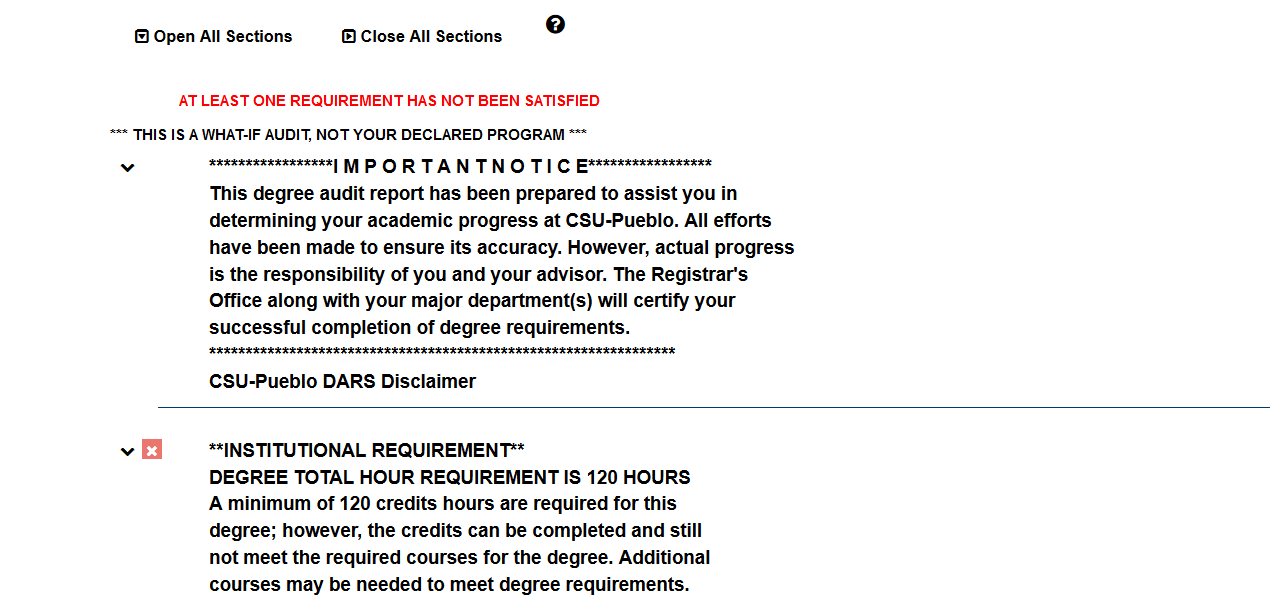 Open All Sections Close All Sections
AT LEAST ONE REQUIREMENT HAS NOT BEEN SATISFIED
*** THIS IS A WHAT-IF AUDIT, NOT YOUR DECLARED PROGRAM ***
*****************I M P O R T A N T N O T I C E*****************
This degree audit report has been prepared to assist you in
determining your academic progress at CSU-Pueblo. All efforts
have been made to ensure its accuracy. However, actual progress
is the responsibility of you and your advisor. The Registrar's
Office along with your major department(s) will certify your
successful completion of degree requirements.
****************************************************************
CSU-Pueblo DARS Disclaimer
**INSTITUTIONAL REQUIREMENT**
DEGREE TOTAL HOUR REQUIREMENT IS 120 HOURS
A minimum of 120 credits hours are required for this
degree; however, the credits can be completed and still
not meet the required courses for the degree. Additional
courses may be needed to meet degree requirements.